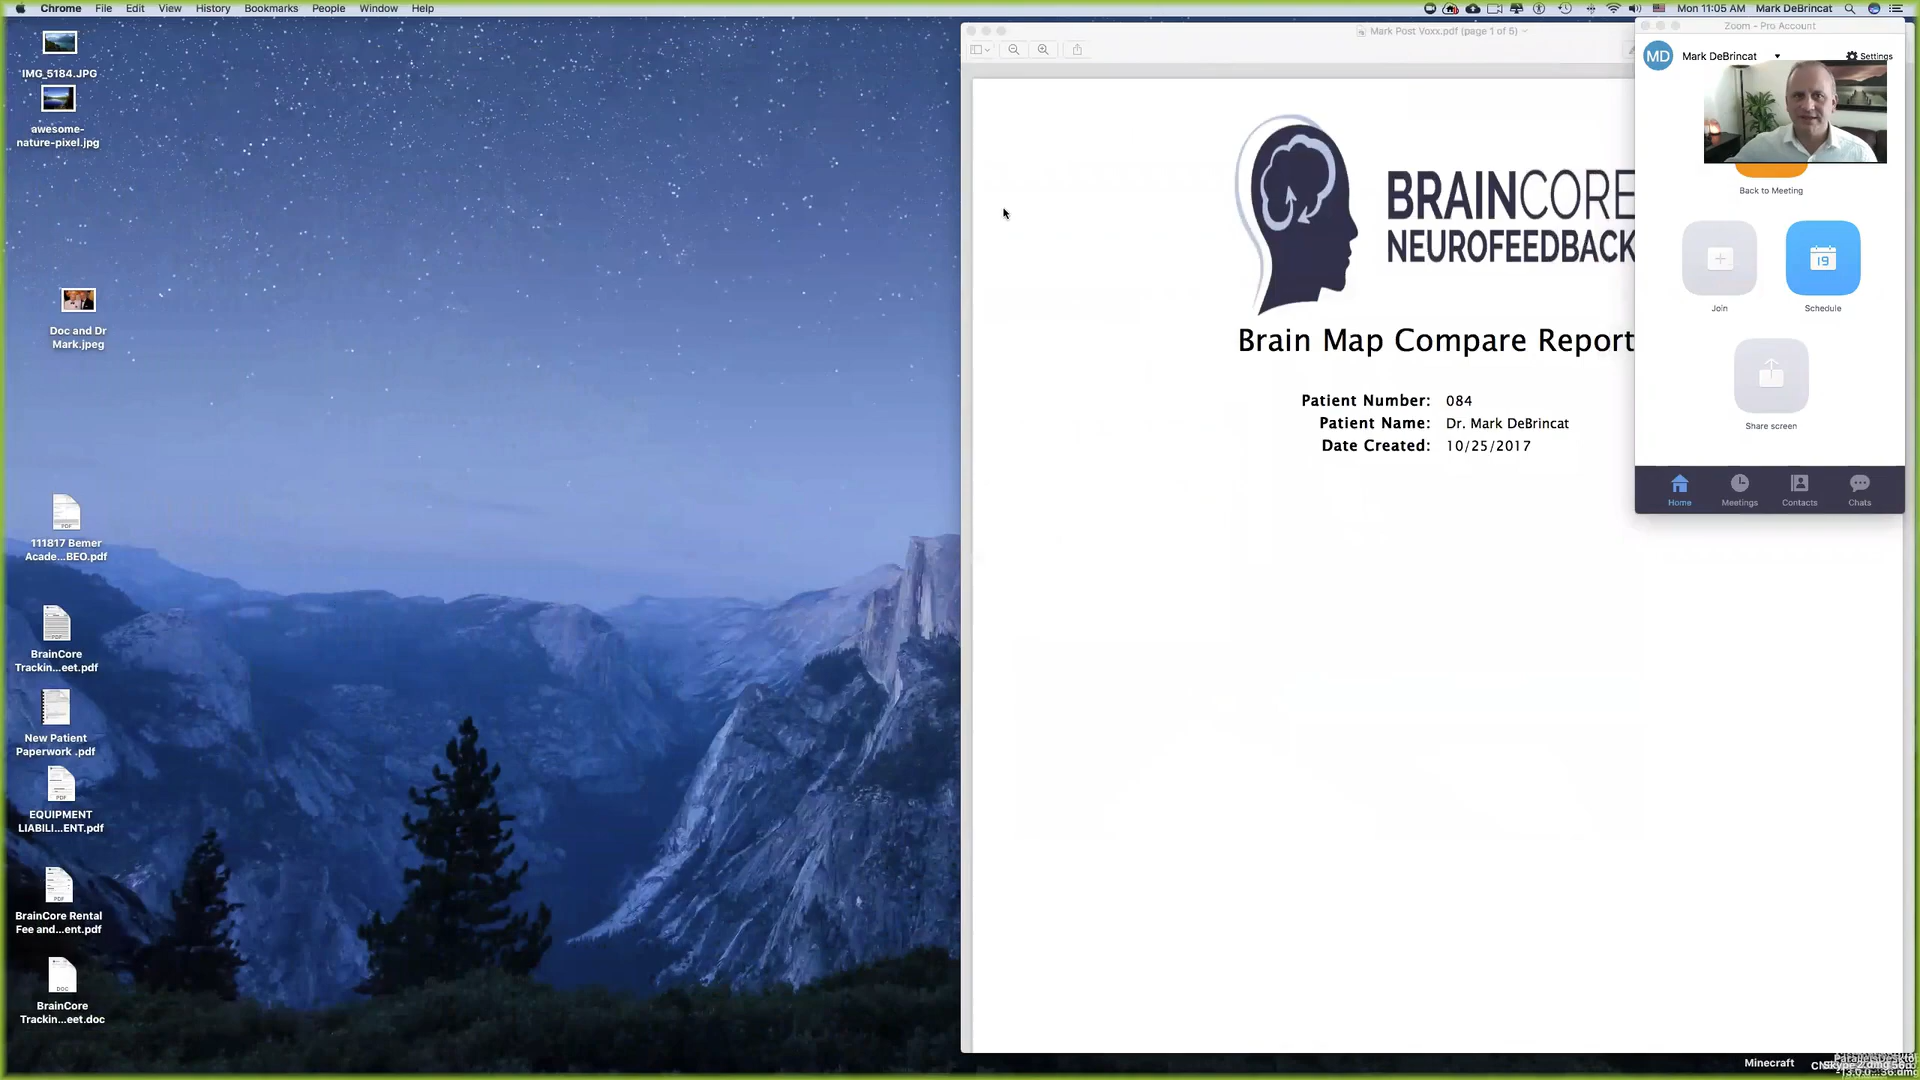 Chrome File Edit View History Bookmarks People Window Help
Mon 11:05 AM Mark DeBrincat
IMG_5184.JPG
awesome-
nature-pixel.jpg
Doc and Dr
Mark.jpeg
111817 Bemer
Acade...BEO.pdf
BrainCore
Trackin...eet.pdf
New Patient
Paperwork .pdf
EQUIPMENT
LIABILI...ENT.pdf
BrainCore Rental
Fee and...ent.pdf
BrainCore
Trackin...eet.doc
Mark Post Voxx.pdf (page 1 of 5)
BRAINCORE
NEUROFEEDBACK
Brain Map Compare Report
Patient Number: 084
Patient Name: Dr. Mark DeBrincat
Date Created: 10/25/2017
Zoom - Pro Account
MD Mark DeBrincat Settings
Back to Meeting
19
Join Schedule
Share screen
Home Meetings Contacts Chats
Minecraft